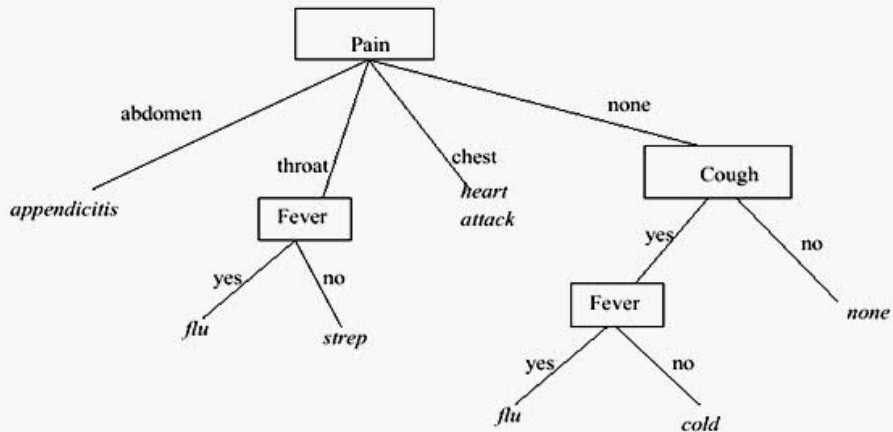 Pain
abdomen
none
throat
chest
Cough
appendicitis
Fever
heart
attack
yes
no
yes
no
Fever
none
flu
strep
yes
no
flu
cold